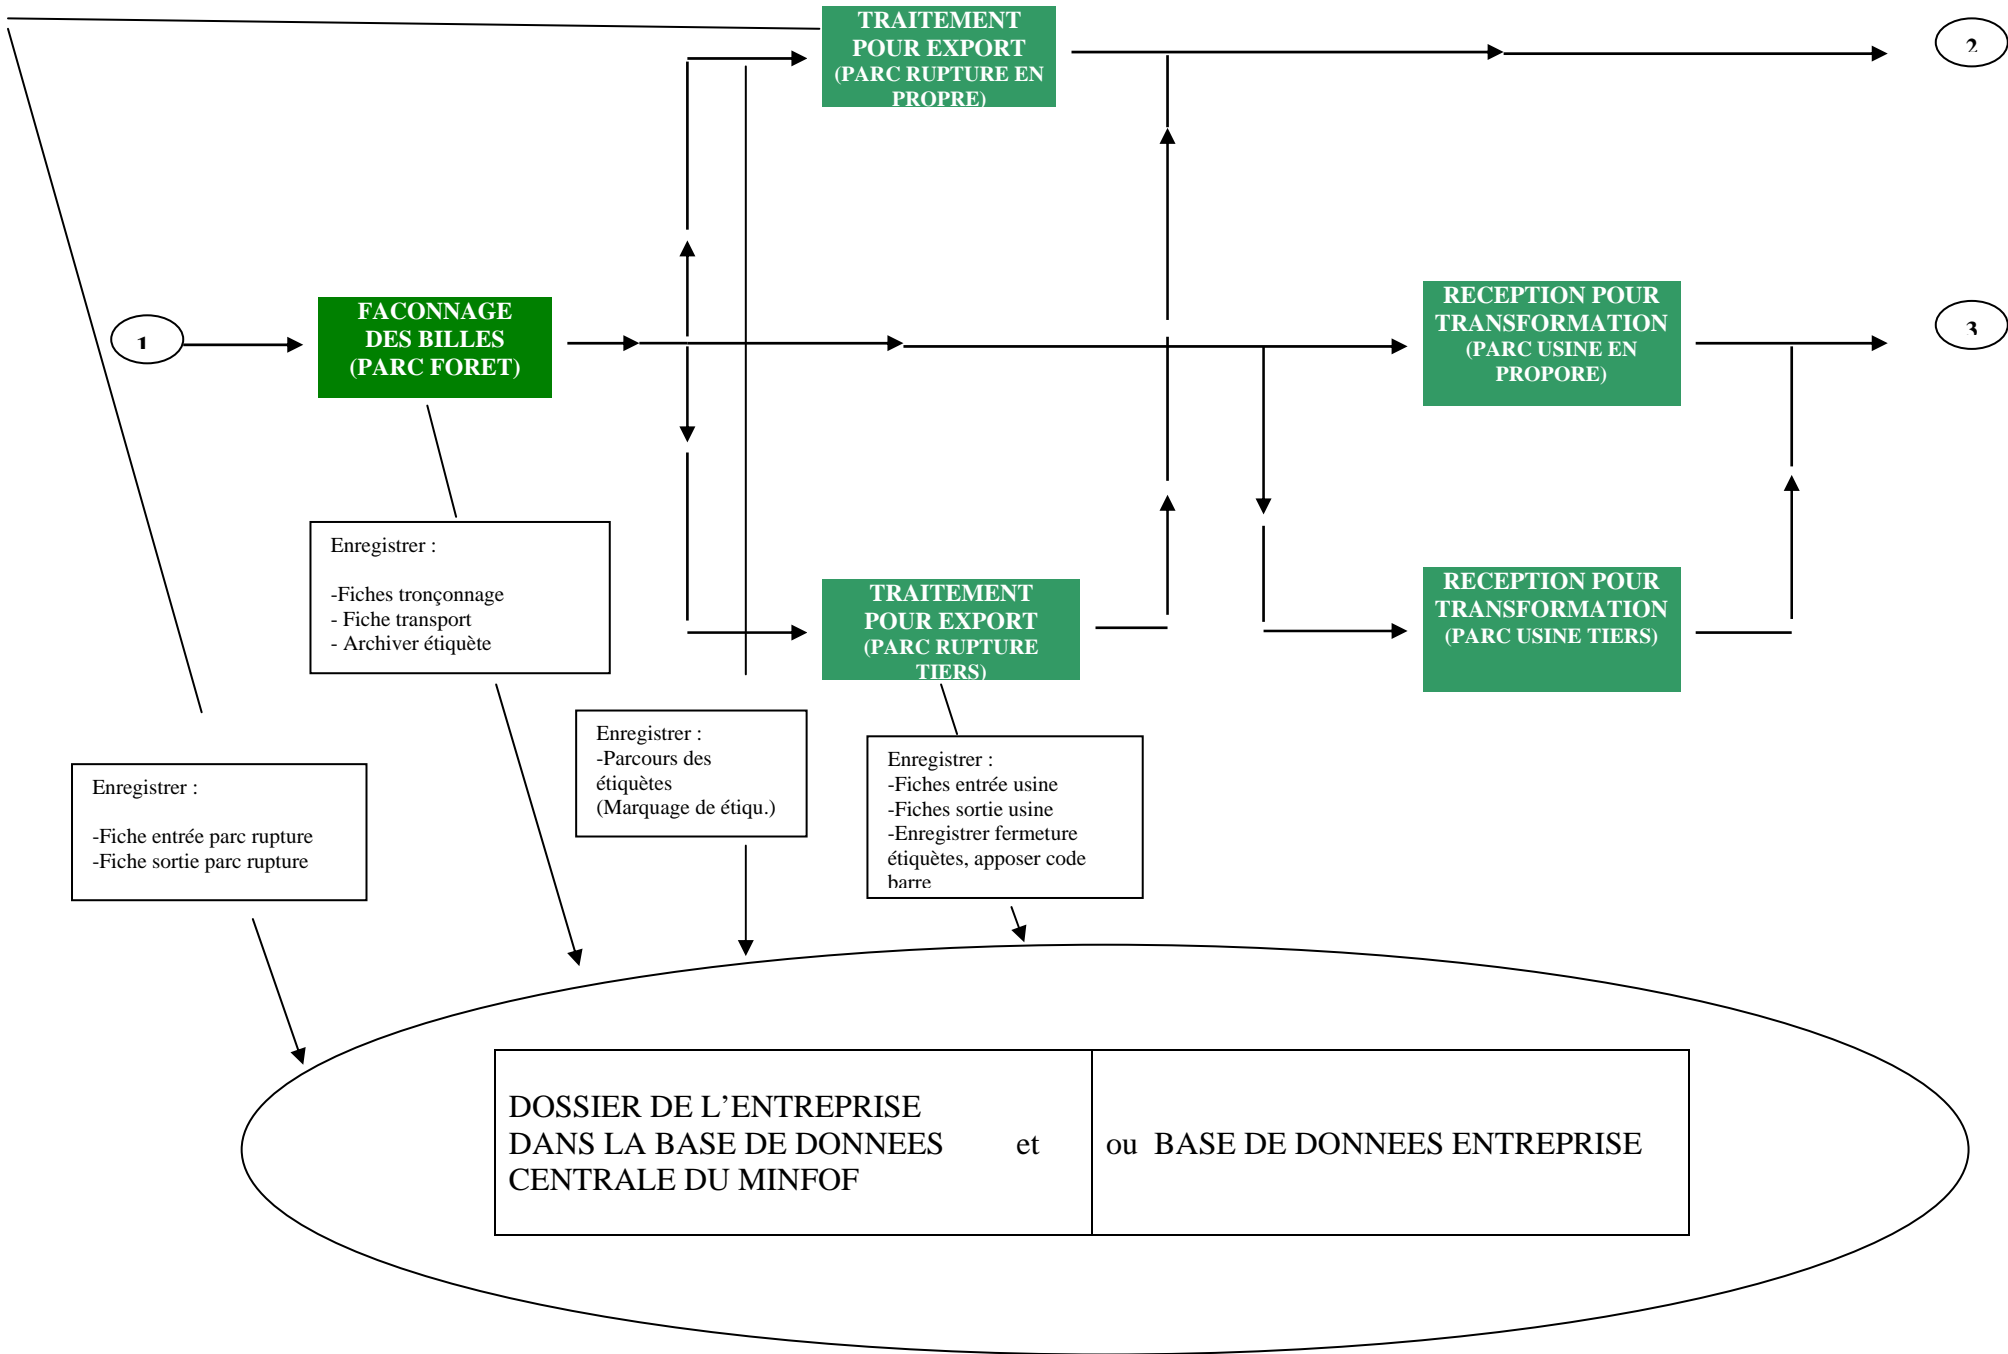 TRAITEMENT
POUR EXPORT
(PARC RUPTURE EN
PROPRE)
2
1
FACONNAGE
DES BILLES
(PARC FORET)
RECEPTION POUR
TRANSFORMATION
(PARC USINE EN
PROPORE)
3
Enregistrer :
-Fiches tronçonnage
- Fiche transport
- Archiver étiquète
TRAITEMENT
POUR EXPORT
(PARC RUPTURE
TIERS)
RECEPTION POUR
TRANSFORMATION
(PARC USINE TIERS)
Enregistrer :
-Fiche entrée parc rupture
-Fiche sortie parc rupture
Enregistrer :
-Parcours des
étiquètes
(Marquage de étiqu.)
Enregistrer :
-Fiches entrée usine
-Fiches sortie usine
-Enregistrer fermeture
étiquètes, apposer code
barre
DOSSIER DE L’ENTREPRISE
DANS LA BASE DE DONNEES et
CENTRALE DU MINFOF
ou BASE DE DONNEES ENTREPRISE